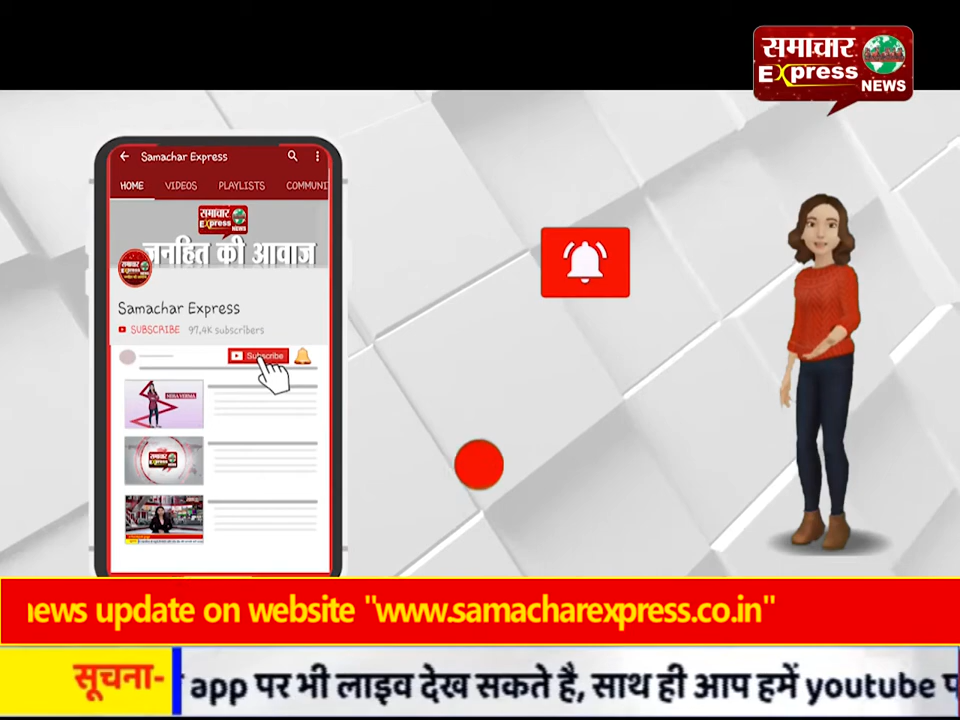 समाचार
Express
NEWS
Samachar Express
HOME VIDEOS PLAYLISTS COMMUNI
समाचार
Express
NEWS
जनहित की आवाज
Samachar Express
SUBSCRIBE 97.4K subscribers
Subscribe
news update on website "www.samacharexpress.co.in"
सूचना- app पर भी लाइव देख सकते है, साथ ही आप हमें youtube